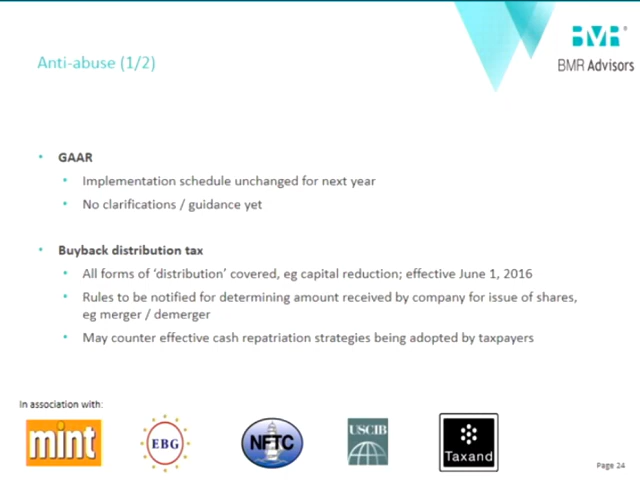 BMR
BMR Advisors
Anti-abuse (1/2)
• GAAR
• Implementation schedule unchanged for next year
• No clarifications / guidance yet
• Buyback distribution tax
• All forms of ‘distribution’ covered, eg capital reduction; effective June 1, 2016
• Rules to be notified for determining amount received by company for issue of shares,
eg merger / demerger
• May counter effective cash repatriation strategies being adopted by taxpayers
In association with:
mint
EBG
NFTC
USCIB
Taxand
Page 24